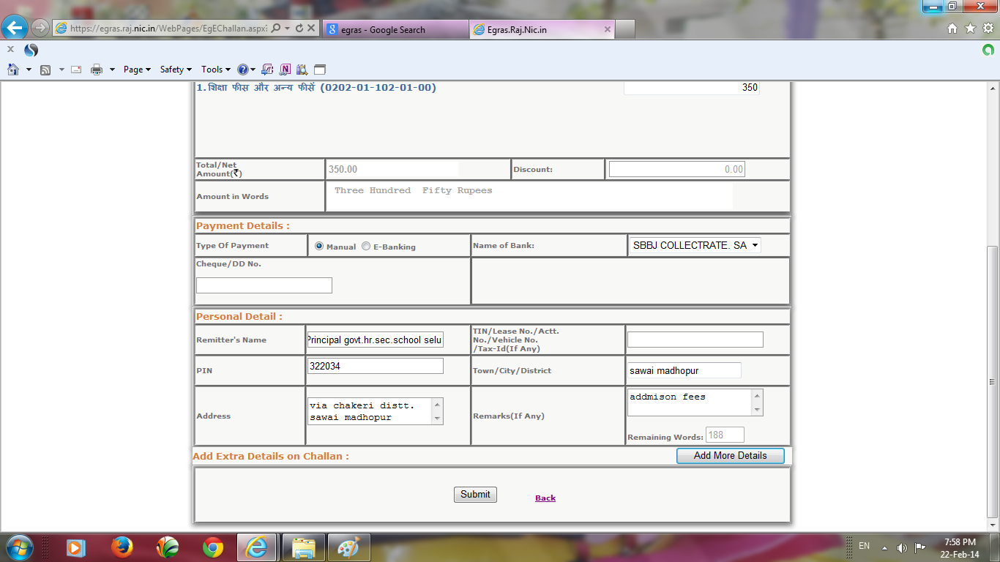 https://egras.raj.nic.in/WebPages/EgEChallan.aspx
egras - Google Search
Egras.Raj.Nic.in
Page Safety Tools
1.शिक्षा फीस और अन्य फीसें (0202-01-102-01-00) 350
Total/Net
Amount(₹) 350.00 Discount: 0.00
Amount in Words Three Hundred Fifty Rupees
Payment Details :
Type Of Payment Manual E-Banking Name of Bank: SBBJ COLLECTRATE. SA
Cheque/DD No.
Personal Detail :
Remitter's Name Principal govt.hr.sec.school selu
TIN/Lease No./Actt.
No./Vehicle No.
/Tax-Id(If Any)
PIN 322034 Town/City/District sawai madhopur
Address
via chakeri distt.
sawai madhopur
Remarks(If Any) addmison fees
Remaining Words: 188
Add Extra Details on Challan : Add More Details
Submit Back
EN
7:58 PM
22-Feb-14